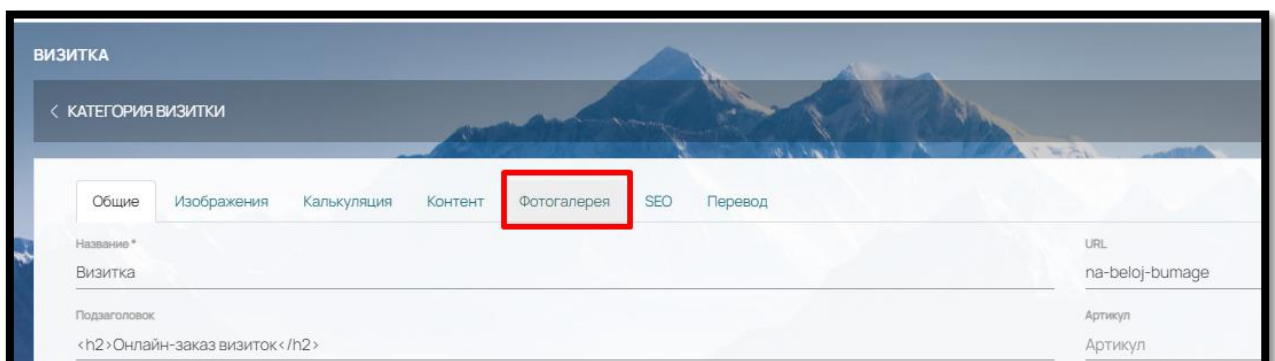 ВИЗИТКА
< КАТЕГОРИЯ ВИЗИТКИ
Общие Изображения Калькуляция Контент Фотогалерея SEO Перевод
Название * URL
Визитка na-beloj-bumage
Подзаголовок Артикул
<h2>Онлайн-заказ визиток</h2> Артикул